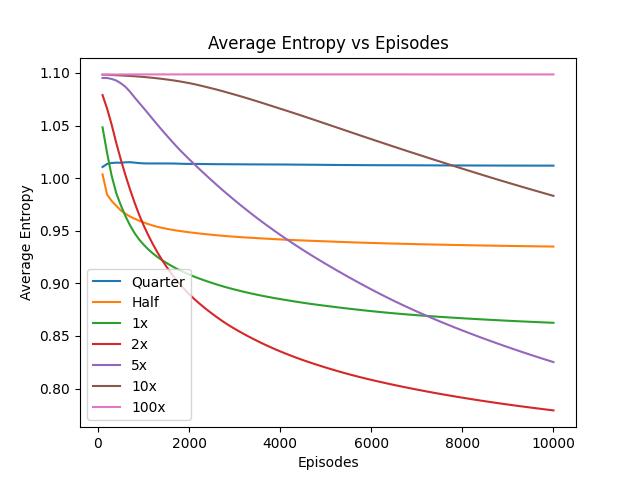 Average Entropy vs Episodes
Average Entropy
1.10
1.05
1.00
0.95
0.90
0.85
0.80
Quarter
Half
1x
2x
5x
10x
100x
0
2000
4000
6000
8000
10000
Episodes